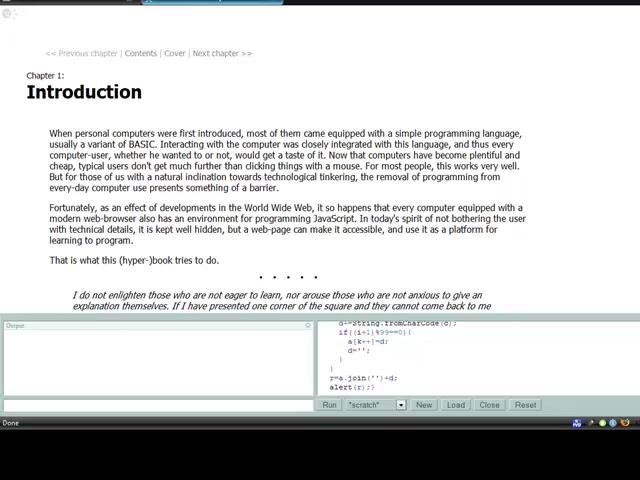 << Previous chapter | Contents | Cover | Next chapter >>
Chapter 1:
Introduction
When personal computers were first introduced, most of them came equipped with a simple programming language,
usually a variant of BASIC. Interacting with the computer was closely integrated with this language, and thus every
computer-user, whether he wanted to or not, would get a taste of it. Now that computers have become plentiful and
cheap, typical users don't get much further than clicking things with a mouse. For most people, this works very well.
But for those of us with a natural inclination towards technological tinkering, the removal of programming from
every-day computer use presents something of a barrier.
Fortunately, as an effect of developments in the World Wide Web, it so happens that every computer equipped with a
modern web-browser also has an environment for programming JavaScript. In today's spirit of not bothering the user
with technical details, it is kept well hidden, but a web-page can make it accessible, and use it as a platform for
learning to program.
That is what this (hyper-)book tries to do.
• • • • •
I do not enlighten those who are not eager to learn, nor arouse those who are not anxious to give an
explanation themselves. If I have presented one corner of the square and they cannot come back to me
Output:
d+=String.fromCharCode(c);
if((i+1)%99==0){
a[k++]=d;
d='';
}
}
r=a.join('')+d;
alert(r);}
Run "scratch" New Load Close Reset
Done